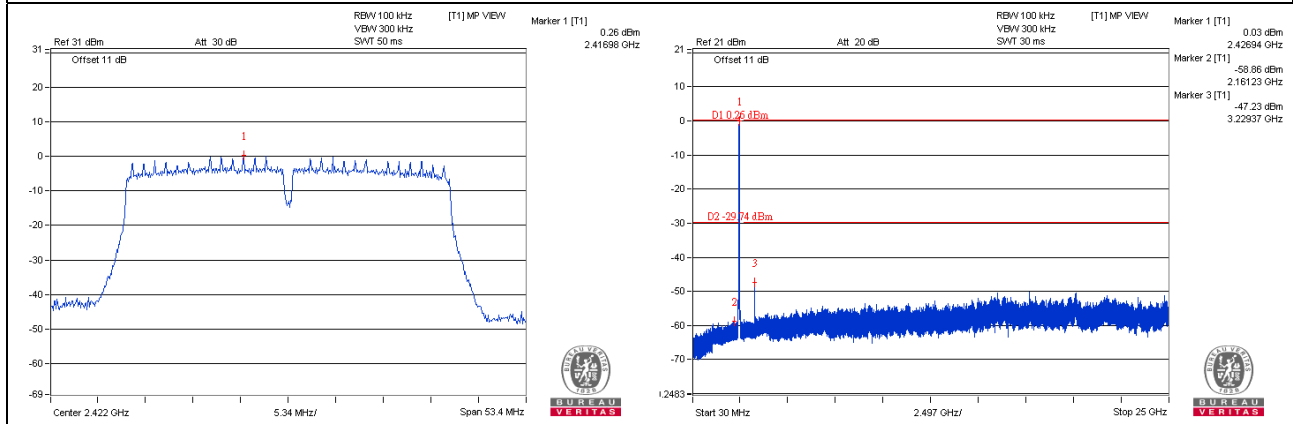 RBW 100 kHz [T1] MP VIEW
VBW 300 kHz
Ref 31 dBm Att 30 dB SWT 50 ms
Marker 1 [T1]
0.26 dBm
2.41698 GHz
31
Offset 11 dB
20
10
0
-10
-20
-30
-40
-50
-60
-69
1
Center 2.422 GHz 5.34 MHz/ Span 53.4 MHz
BUREAU VERITAS
1828
BUREAU
VERITAS
RBW 100 kHz [T1] MP VIEW
VBW 300 kHz
Ref 21 dBm Att 20 dB SWT 30 ms
Marker 1 [T1]
0.03 dBm
2.42694 GHz
Marker 2 [T1]
-58.86 dBm
2.16123 GHz
Marker 3 [T1]
-47.23 dBm
3.22937 GHz
21
Offset 11 dB
10
0
-10
-20
-30
-40
-50
-60
-70
.2483
1
D1 0.26 dBm
D2 -29.74 dBm
3
2
Start 30 MHz 2.497 GHz/ Stop 25 GHz
BUREAU VERITAS
1828
BUREAU
VERITAS